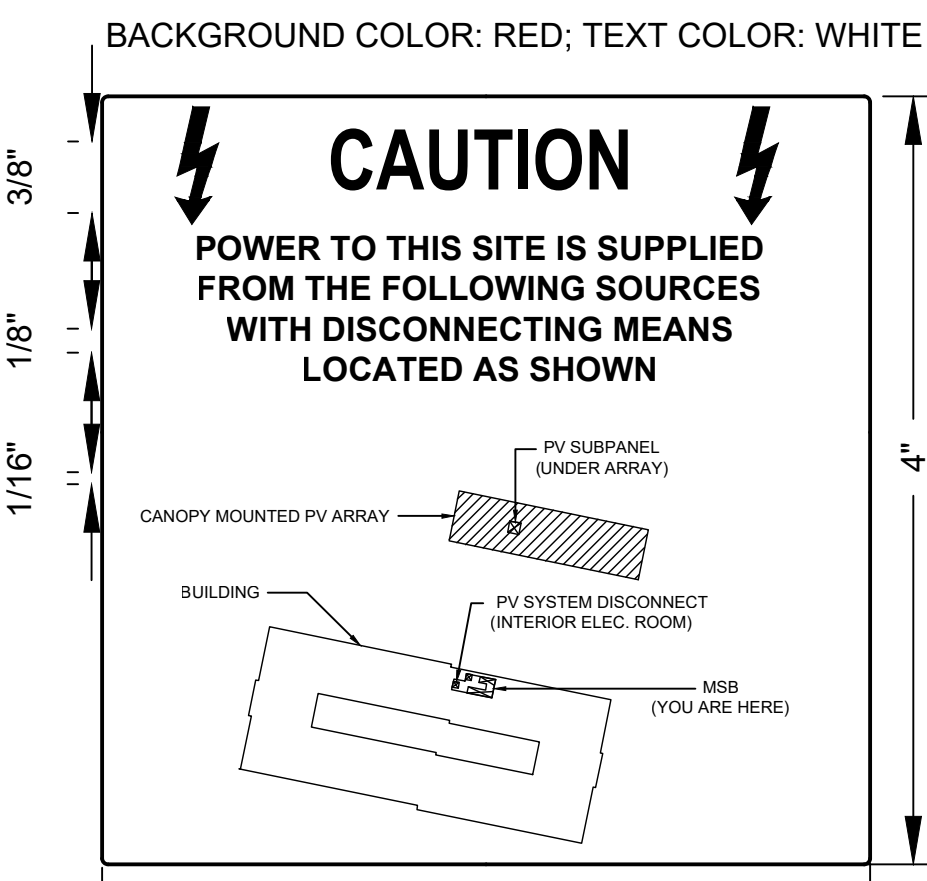 BACKGROUND COLOR: RED; TEXT COLOR: WHITE
3/8"
1/8"
1/16"
4"
CAUTION
POWER TO THIS SITE IS SUPPLIED
FROM THE FOLLOWING SOURCES
WITH DISCONNECTING MEANS
LOCATED AS SHOWN
PV SUBPANEL
(UNDER ARRAY)
CANOPY MOUNTED PV ARRAY
BUILDING
PV SYSTEM DISCONNECT
(INTERIOR ELEC. ROOM)
MSB
(YOU ARE HERE)